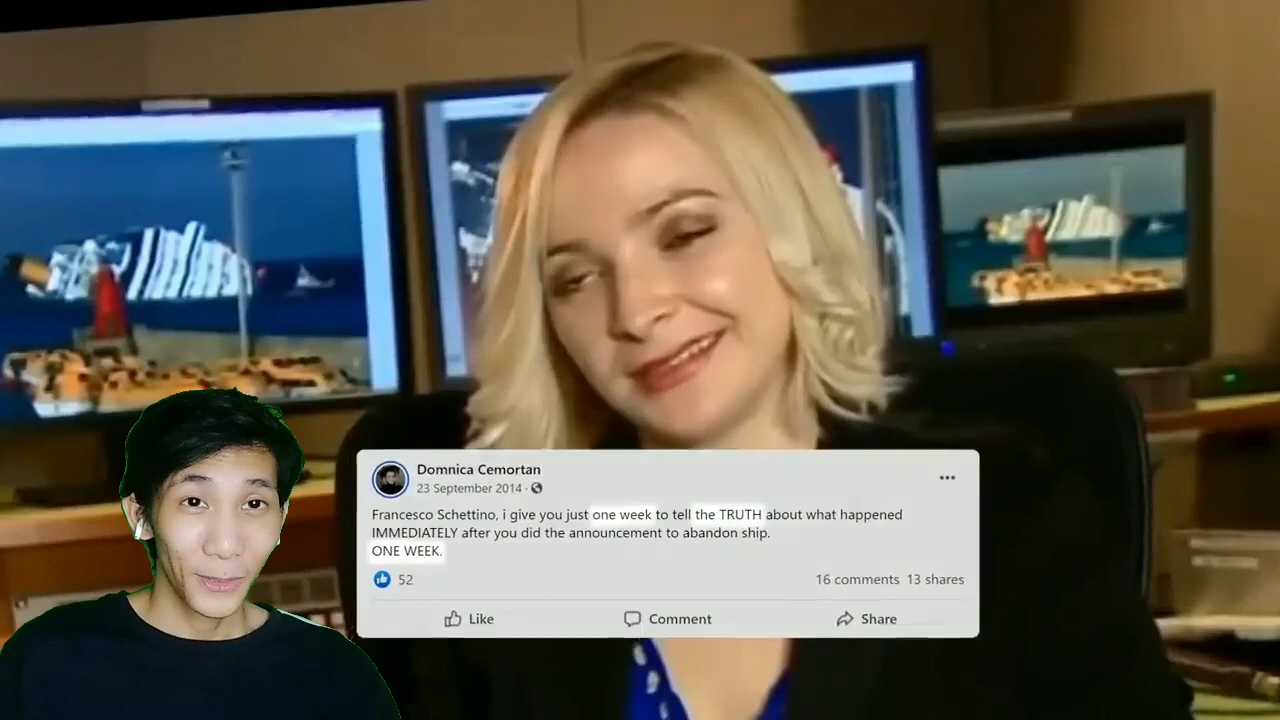 Domnica Cemortan
23 September 2014 ·
Francesco Schettino, i give you just one week to tell the TRUTH about what happened
IMMEDIATELY after you did the announcement to abandon ship.
ONE WEEK.
52
16 comments 13 shares
Like
Comment
Share